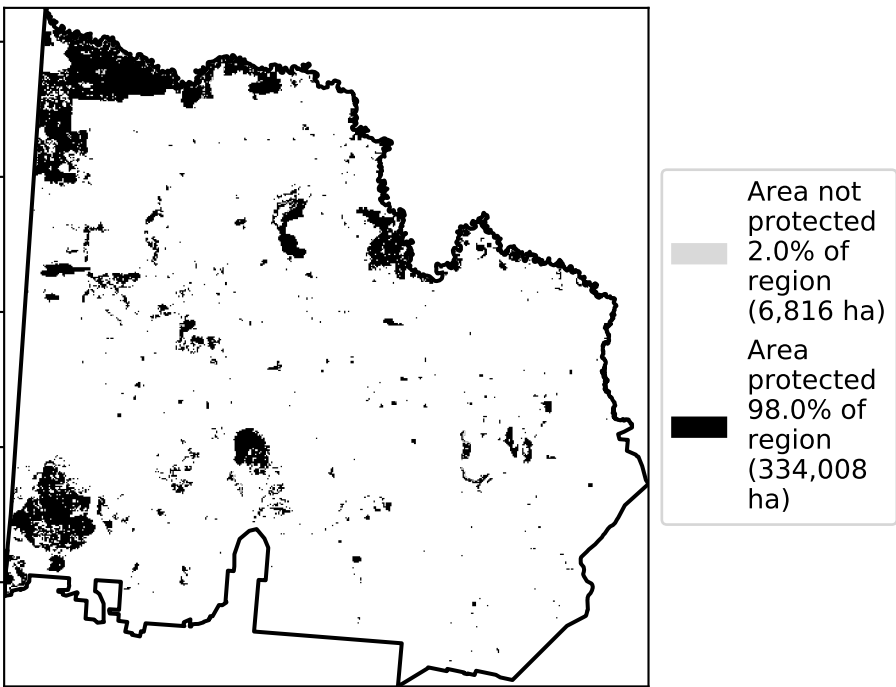 Area not
protected
2.0% of
region
(6,816 ha)
Area
protected
98.0% of
region
(334,008
ha)